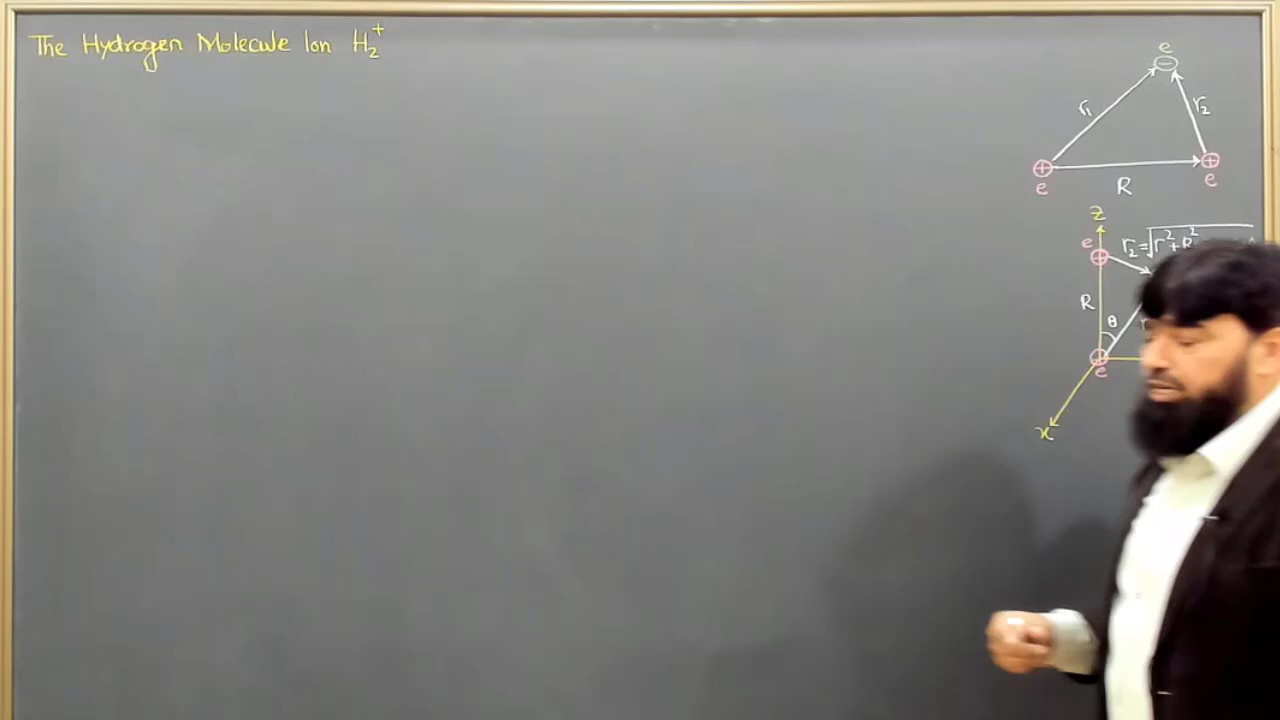 The Hydrogen Molecule Ion H₂⁺
e
−
r₁
r₂
+
+
e
R
e
z
e
+
r₂=√r²+R²
R
θ
r
+
e
x